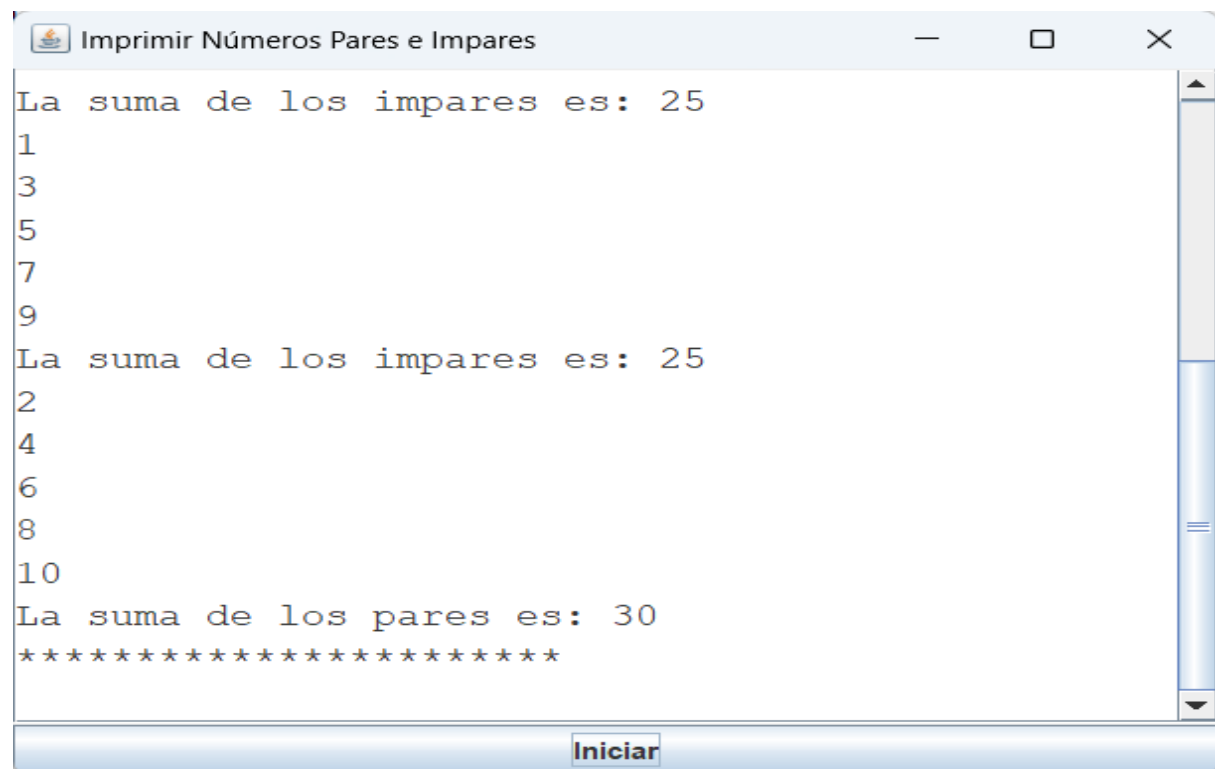 Imprimir Números Pares e Impares
La suma de los impares es: 25
1
3
5
7
9
La suma de los impares es: 25
2
4
6
8
10
La suma de los pares es: 30
***********************
Iniciar